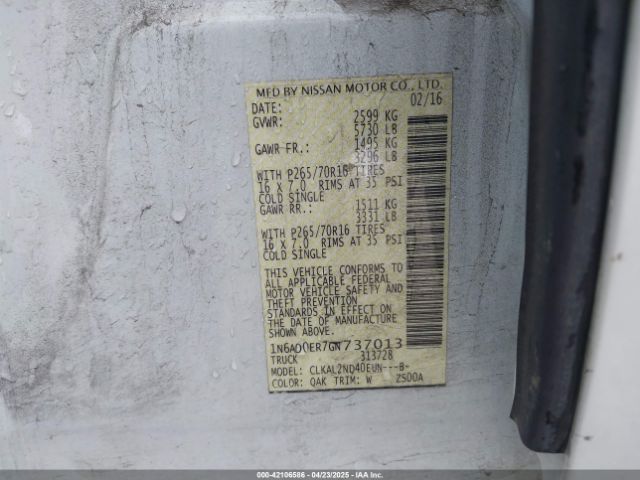 MFD BY NISSAN MOTOR CO., LTD.
DATE: 02/16
GVWR: 2599 KG
5730 LB
GAWR FR.: 1495 KG
3296 LB
WITH P265/70R16 TIRES
16 X 7.0 RIMS AT 35 PSI
COLD SINGLE
GAWR RR.: 1511 KG
3331 LB
WITH P265/70R16 TIRES
16 X 7.0 RIMS AT 35 PSI
COLD SINGLE
THIS VEHICLE CONFORMS TO
ALL APPLICABLE FEDERAL
MOTOR VEHICLE SAFETY AND
THEFT PREVENTION
STANDARDS IN EFFECT ON
THE DATE OF MANUFACTURE
SHOWN ABOVE.
1N6AD0ER7GN737013
TRUCK 313728
MODEL: CLKAL2ND40EUN---B-
COLOR: QAK TRIM: W ZSOOA
000-42106586 - 04/23/2025 - IAA Inc.